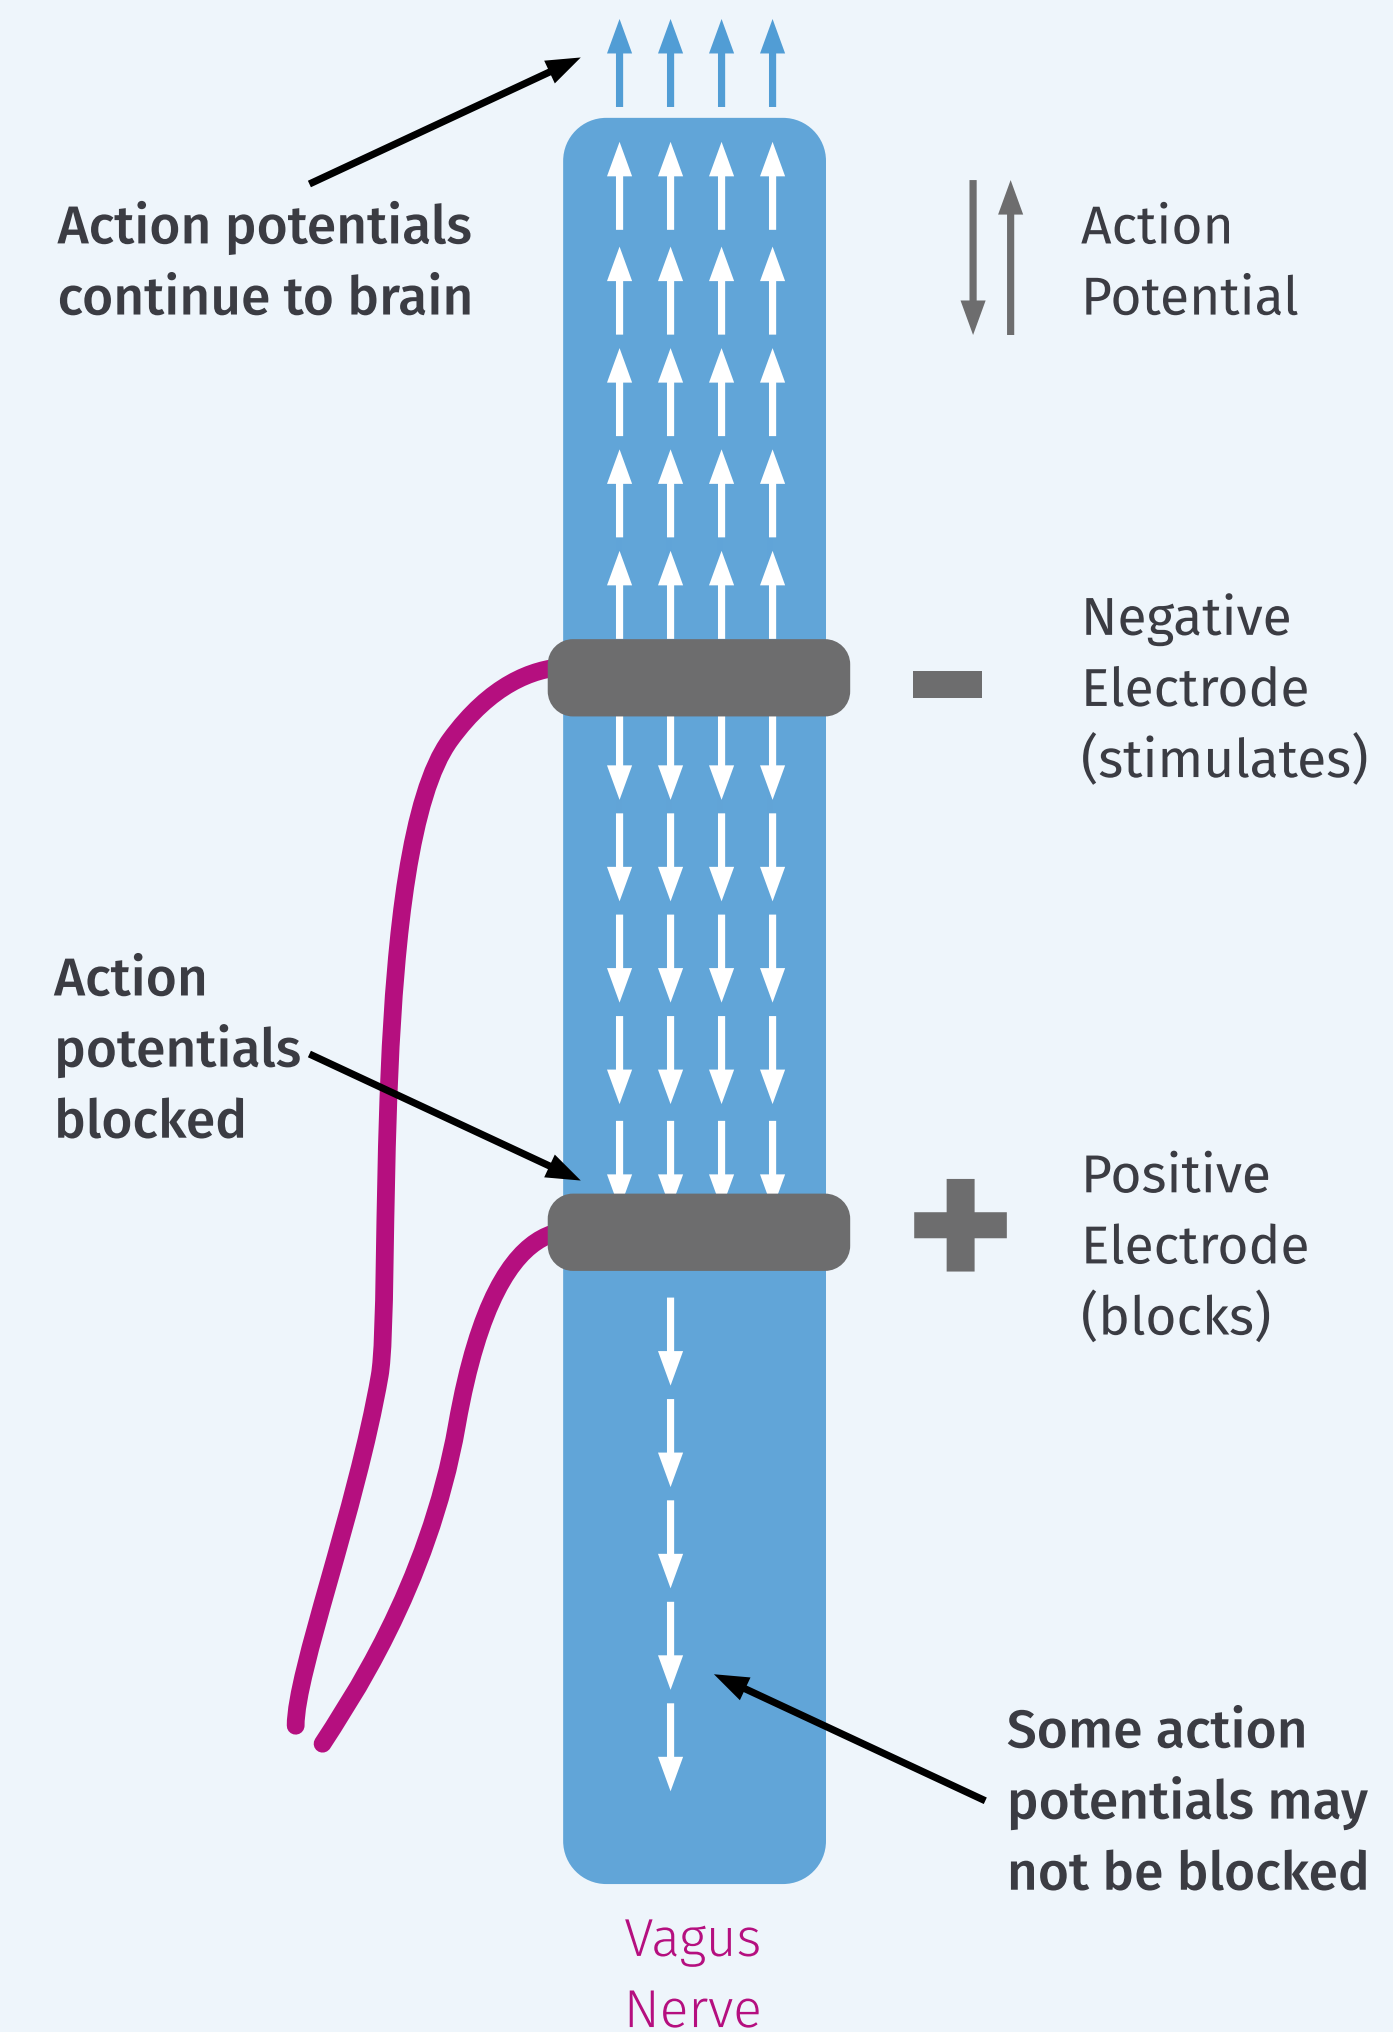 Action potentials
continue to brain
Action
Potential
Negative
Electrode
(stimulates)
Action
potentials
blocked
Positive
Electrode
(blocks)
Some action
potentials may
not be blocked
Vagus
Nerve